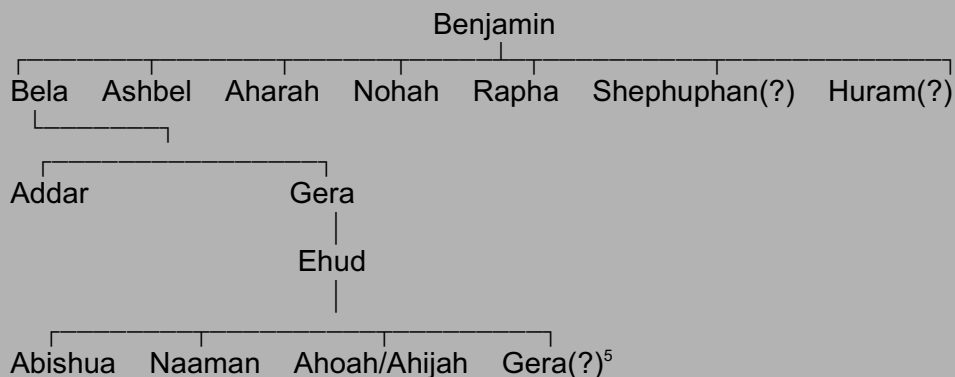 Benjamin
Bela Ashbel Aharah Nohah Rapha Shephuphan(?) Huram(?)
Addar Gera
Ehud
Abishua Naaman Ahoah/Ahijah Gera(?)⁵